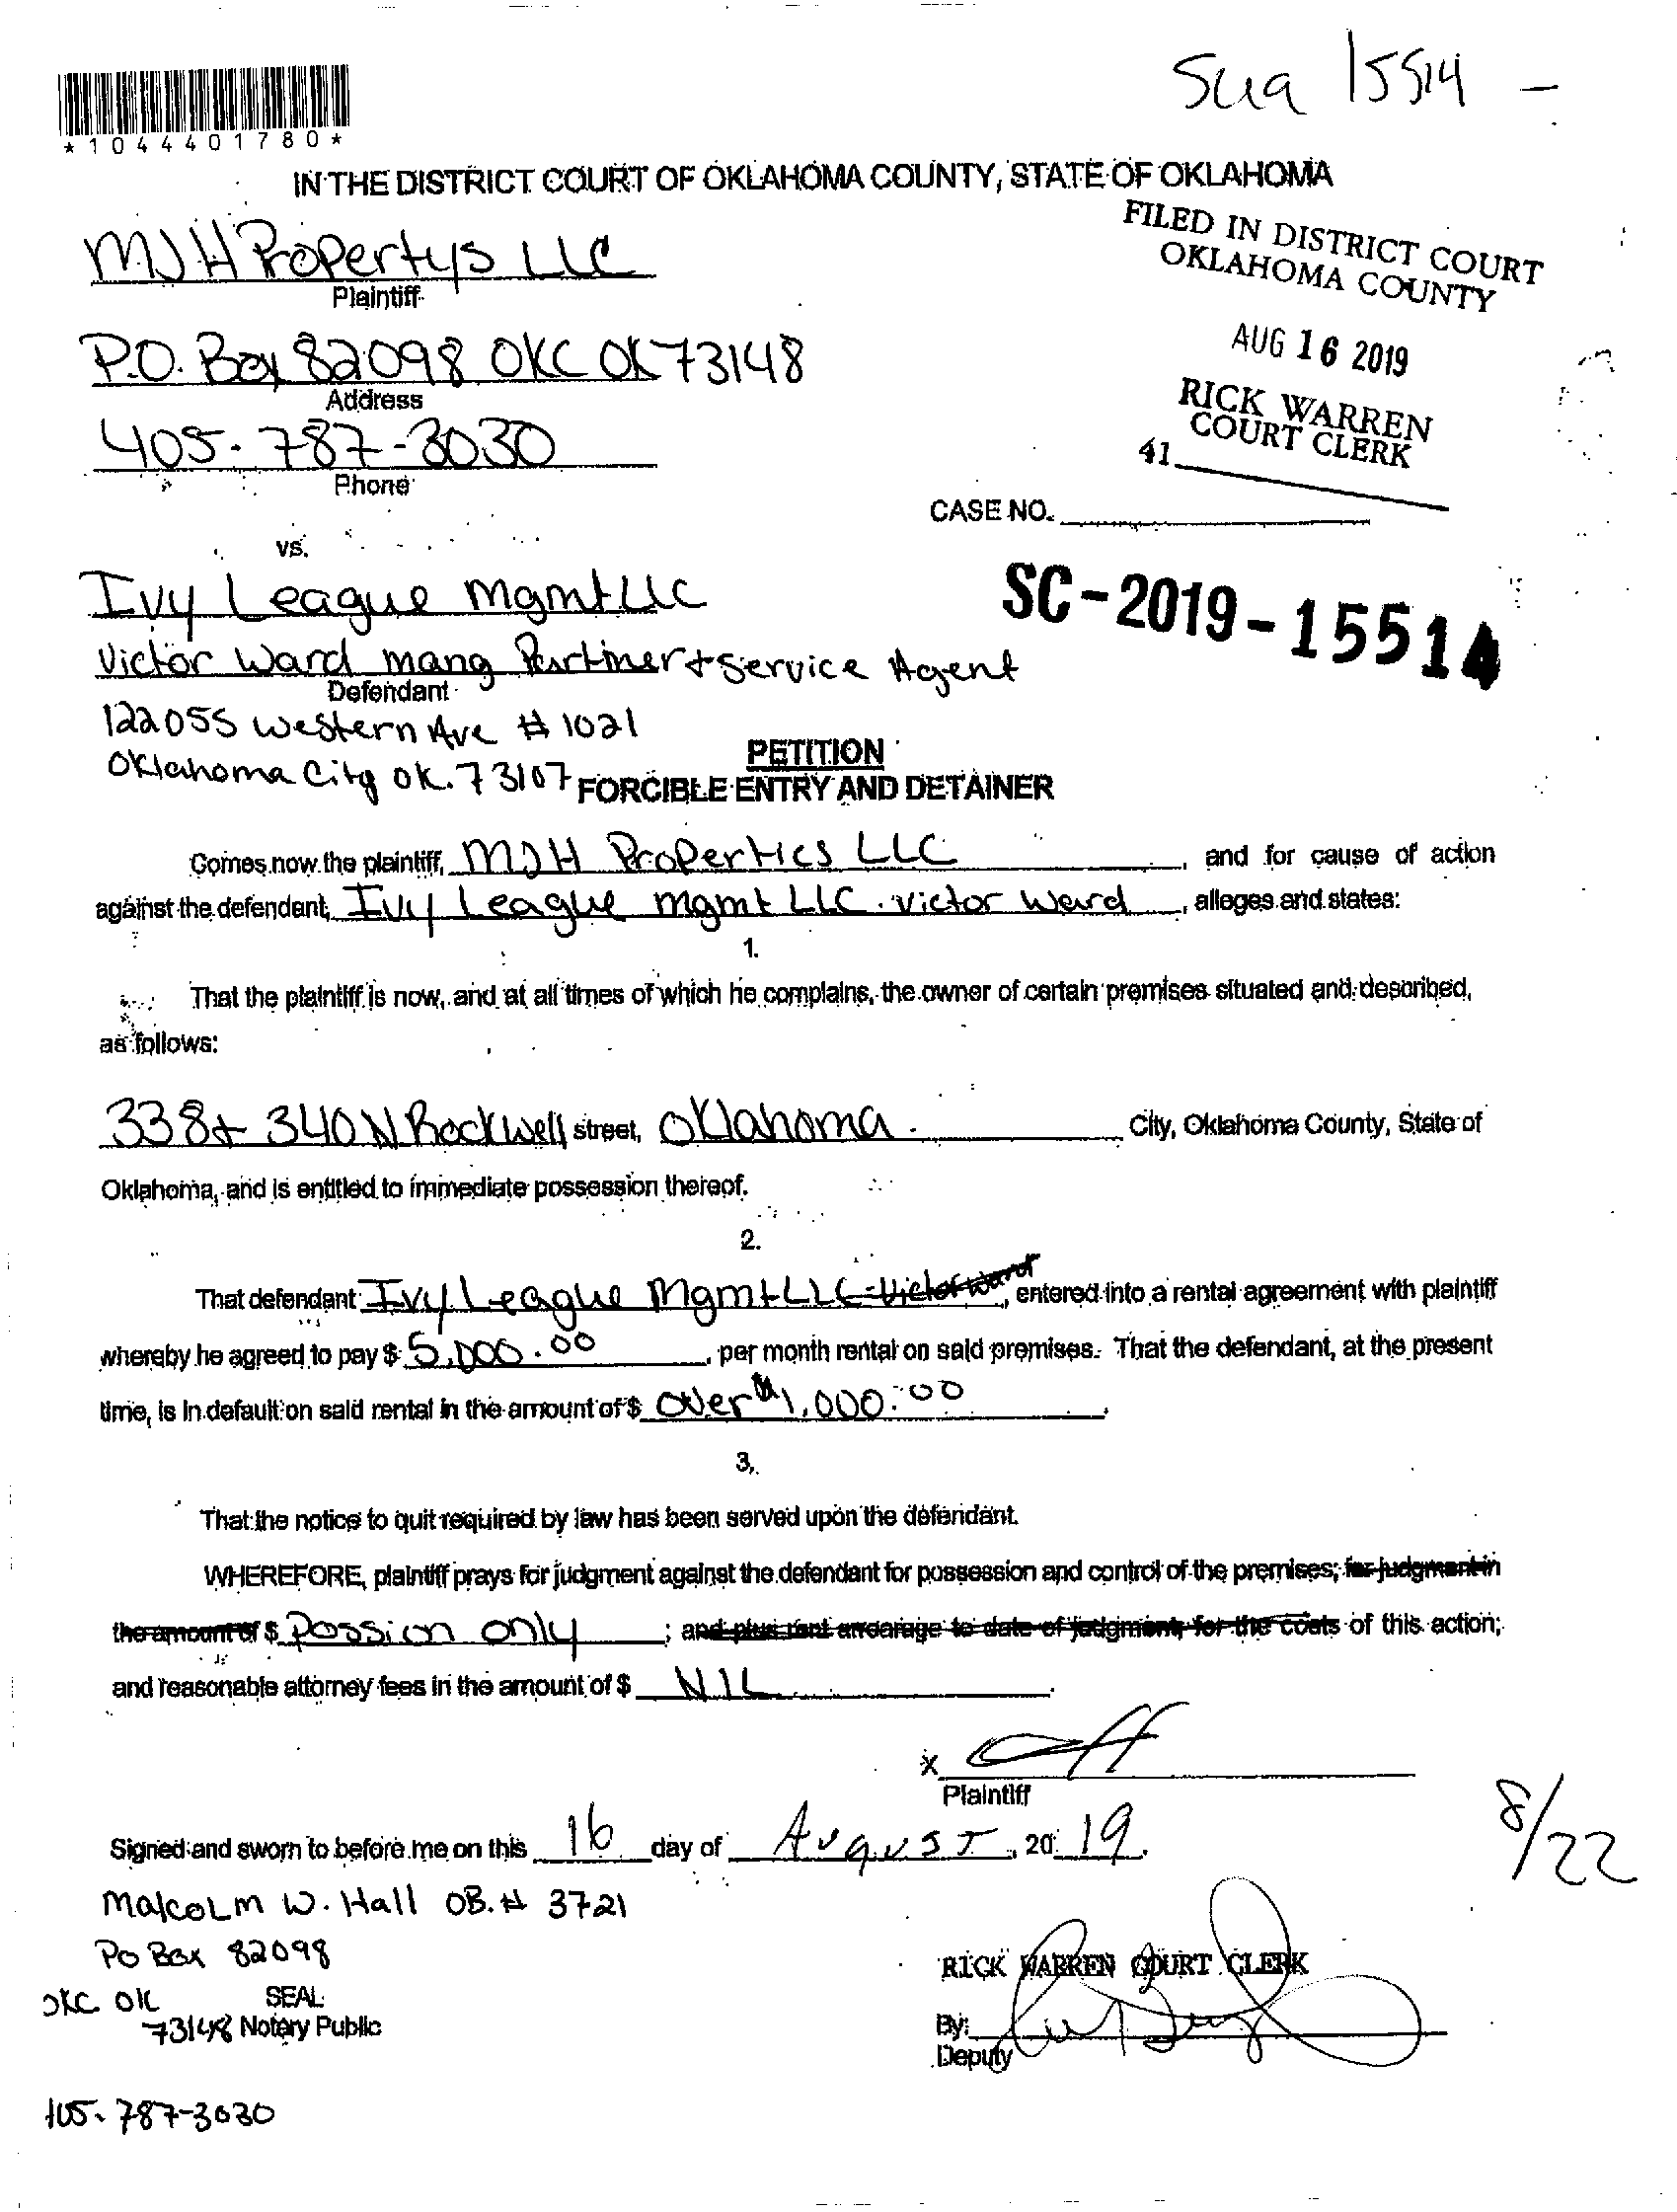 Sua 15514 -
*1044401780*
IN THE DISTRICT COURT OF OKLAHOMA COUNTY, STATE OF OKLAHOMA
MJH Propertys LLC
Plaintiff
FILED IN DISTRICT COURT
OKLAHOMA COUNTY
P.O. Box 82098 OKC OK 73148
Address
AUG 16 2019
405-787-3030
Phone
RICK WARREN
COURT CLERK
41
CASE NO.
vs.
Ivy League Mgmt LLC
SC-2019-15514
Victor Ward mang Partiner + Service Agent
Defendant
12205S Western Ave # 1021
Oklahoma City OK. 73107
PETITION
FORCIBLE ENTRY AND DETAINER
Comes now the plaintiff, MJH Properties LLC, and for cause of action
against the defendant, Ivy League mgmt LLC. victor Ward, alleges and states:
1.
That the plaintiff is now, and at all times of which he complains, the owner of certain premises situated and described,
as follows:
338 + 340 N Rockwell street, Oklahoma City, Oklahoma County, State of
Oklahoma, and is entitled to immediate possession thereof.
2.
That defendant Ivy League Mgmt LLC - Victor Ward, entered into a rental agreement with plaintiff
whereby he agreed to pay $ 5,000.00, per month rental on said premises. That the defendant, at the present
time, is in default on said rental in the amount of $ Over $1,000.00.
3.
That the notice to quit required by law has been served upon the defendant.
WHEREFORE, plaintiff prays for judgment against the defendant for possession and control of the premises; for judgment in
the amount of $ Possion only; and plus rent arrearage to date of judgment; for the costs of this action;
and reasonable attorney fees in the amount of $ NIL.
X
Plaintiff
8/22
Signed and sworn to before me on this 16 day of August, 20 19.
Malcolm W. Hall OB.# 3721
PO Box 82098
OKC OK
SEAL
73148 Notary Public
RICK WARREN COURT CLERK
By:
Deputy
405-787-3030